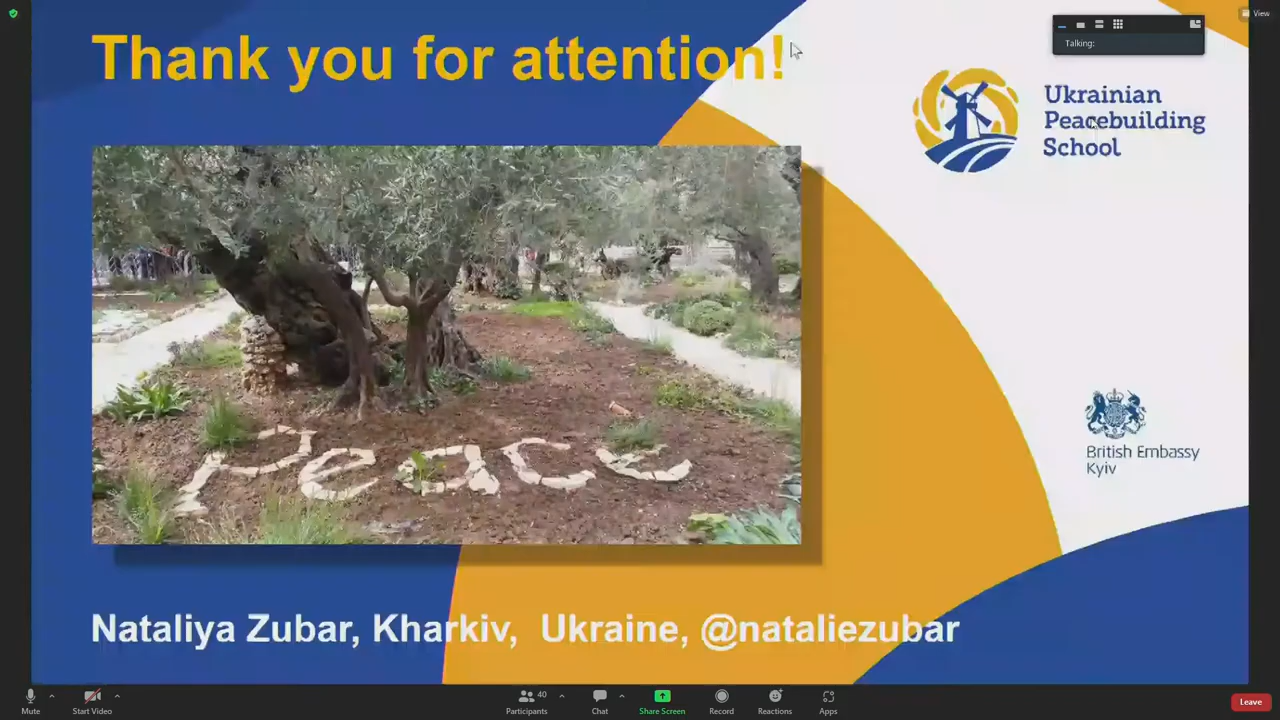 View
Thank you for attention!
Talking:
Ukrainian
Peacebuilding
School
Peace
British Embassy
Kyiv
Nataliya Zubar, Kharkiv, Ukraine, @nataliezubar
Mute
Start Video
Participants
40
Chat
Share Screen
Record
Reactions
Apps
Leave